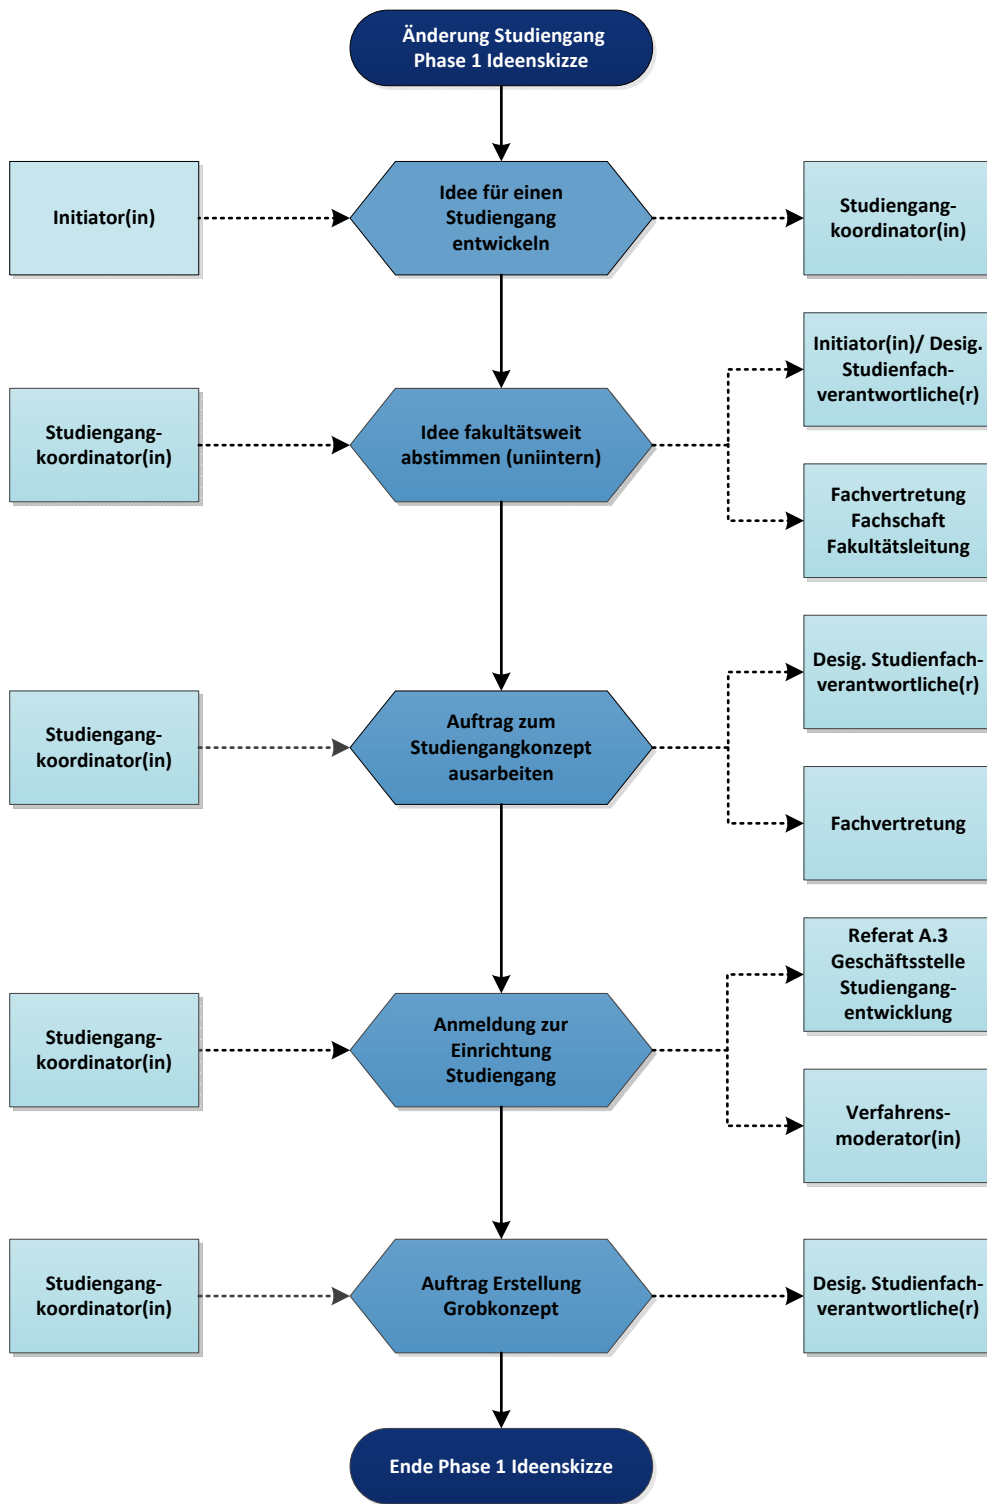 Änderung Studiengang
Phase 1 Ideenskizze
Initiator(in)
Idee für einen
Studiengang
entwickeln
Studiengang-
koordinator(in)
Studiengang-
koordinator(in)
Idee fakultätsweit
abstimmen (uniintern)
Initiator(in)/ Desig.
Studienfach-
verantwortliche(r)
Fachvertretung
Fachschaft
Fakultätsleitung
Studiengang-
koordinator(in)
Auftrag zum
Studiengangkonzept
ausarbeiten
Desig. Studienfach-
verantwortliche(r)
Fachvertretung
Studiengang-
koordinator(in)
Anmeldung zur
Einrichtung
Studiengang
Referat A.3
Geschäftsstelle
Studiengang-
entwicklung
Verfahrens-
moderator(in)
Studiengang-
koordinator(in)
Auftrag Erstellung
Grobkonzept
Desig. Studienfach-
verantwortliche(r)
Ende Phase 1 Ideenskizze